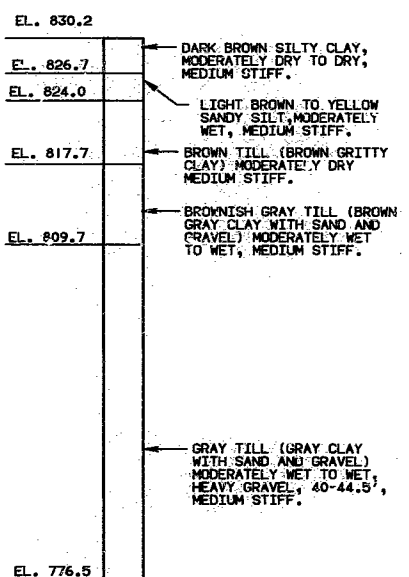 EL. 830.2
DARK BROWN SILTY CLAY,
MODERATELY DRY TO DRY,
MEDIUM STIFF.
EL. 826.7
EL. 824.0
LIGHT BROWN TO YELLOW
SANDY SILT, MODERATELY
WET, MEDIUM STIFF.
EL. 817.7
BROWN TILL (BROWN GRITTY
CLAY) MODERATELY DRY
MEDIUM STIFF.
BROWNISH GRAY TILL (BROWN
GRAY CLAY WITH SAND AND
GRAVEL) MODERATELY WET
TO WET, MEDIUM STIFF.
EL. 809.7
GRAY TILL (GRAY CLAY
WITH SAND AND GRAVEL)
MODERATELY WET TO WET,
HEAVY GRAVEL, 40-44.5',
MEDIUM STIFF.
EL. 776.5